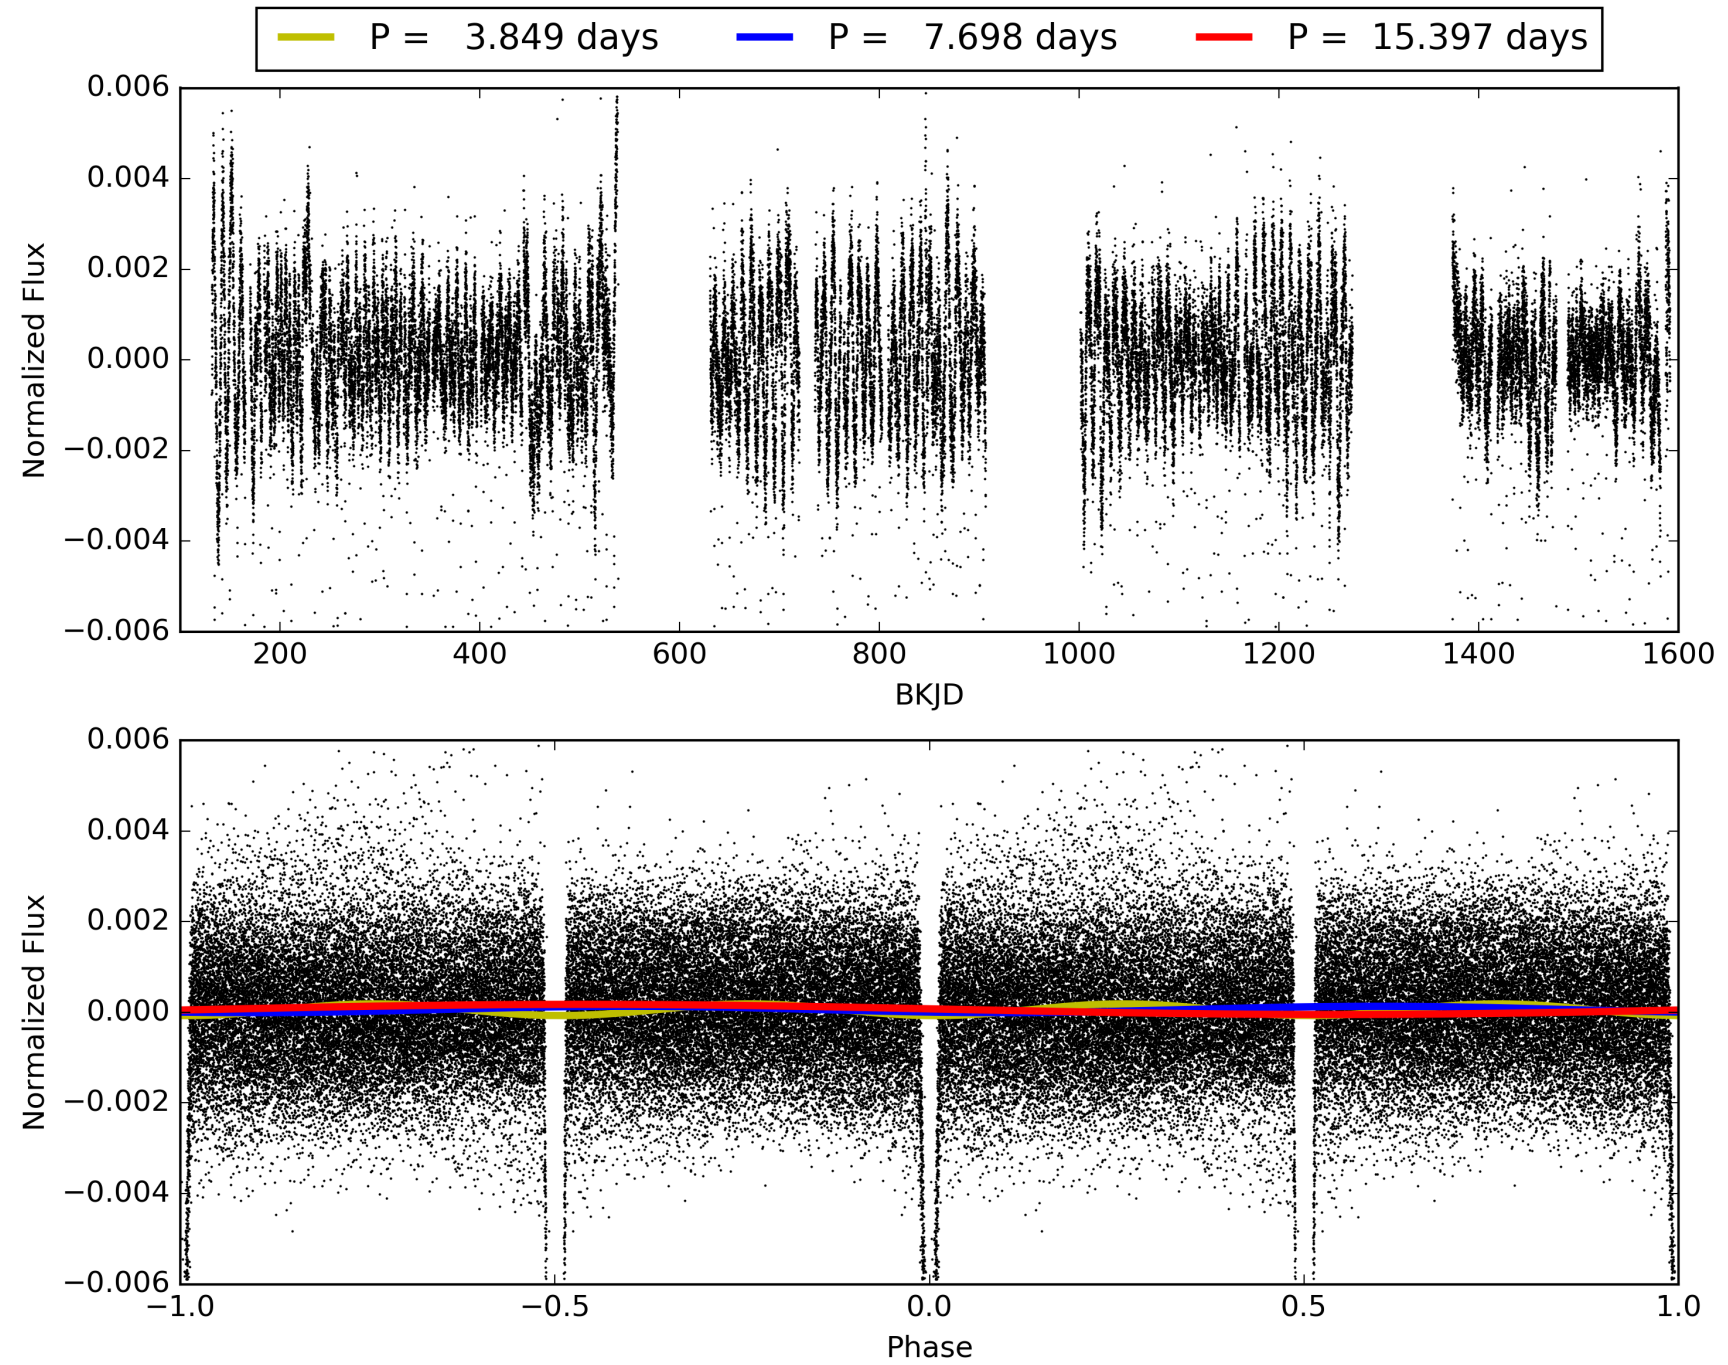 P = 3.849 days P = 7.698 days P = 15.397 days
0.006
0.004
0.002
0.000
−0.002
−0.004
−0.006
Normalized Flux
200 400 600 800 1000 1200 1400 1600
BKJD
0.006
0.004
0.002
0.000
−0.002
−0.004
−0.006
Normalized Flux
−1.0 −0.5 0.0 0.5 1.0
Phase